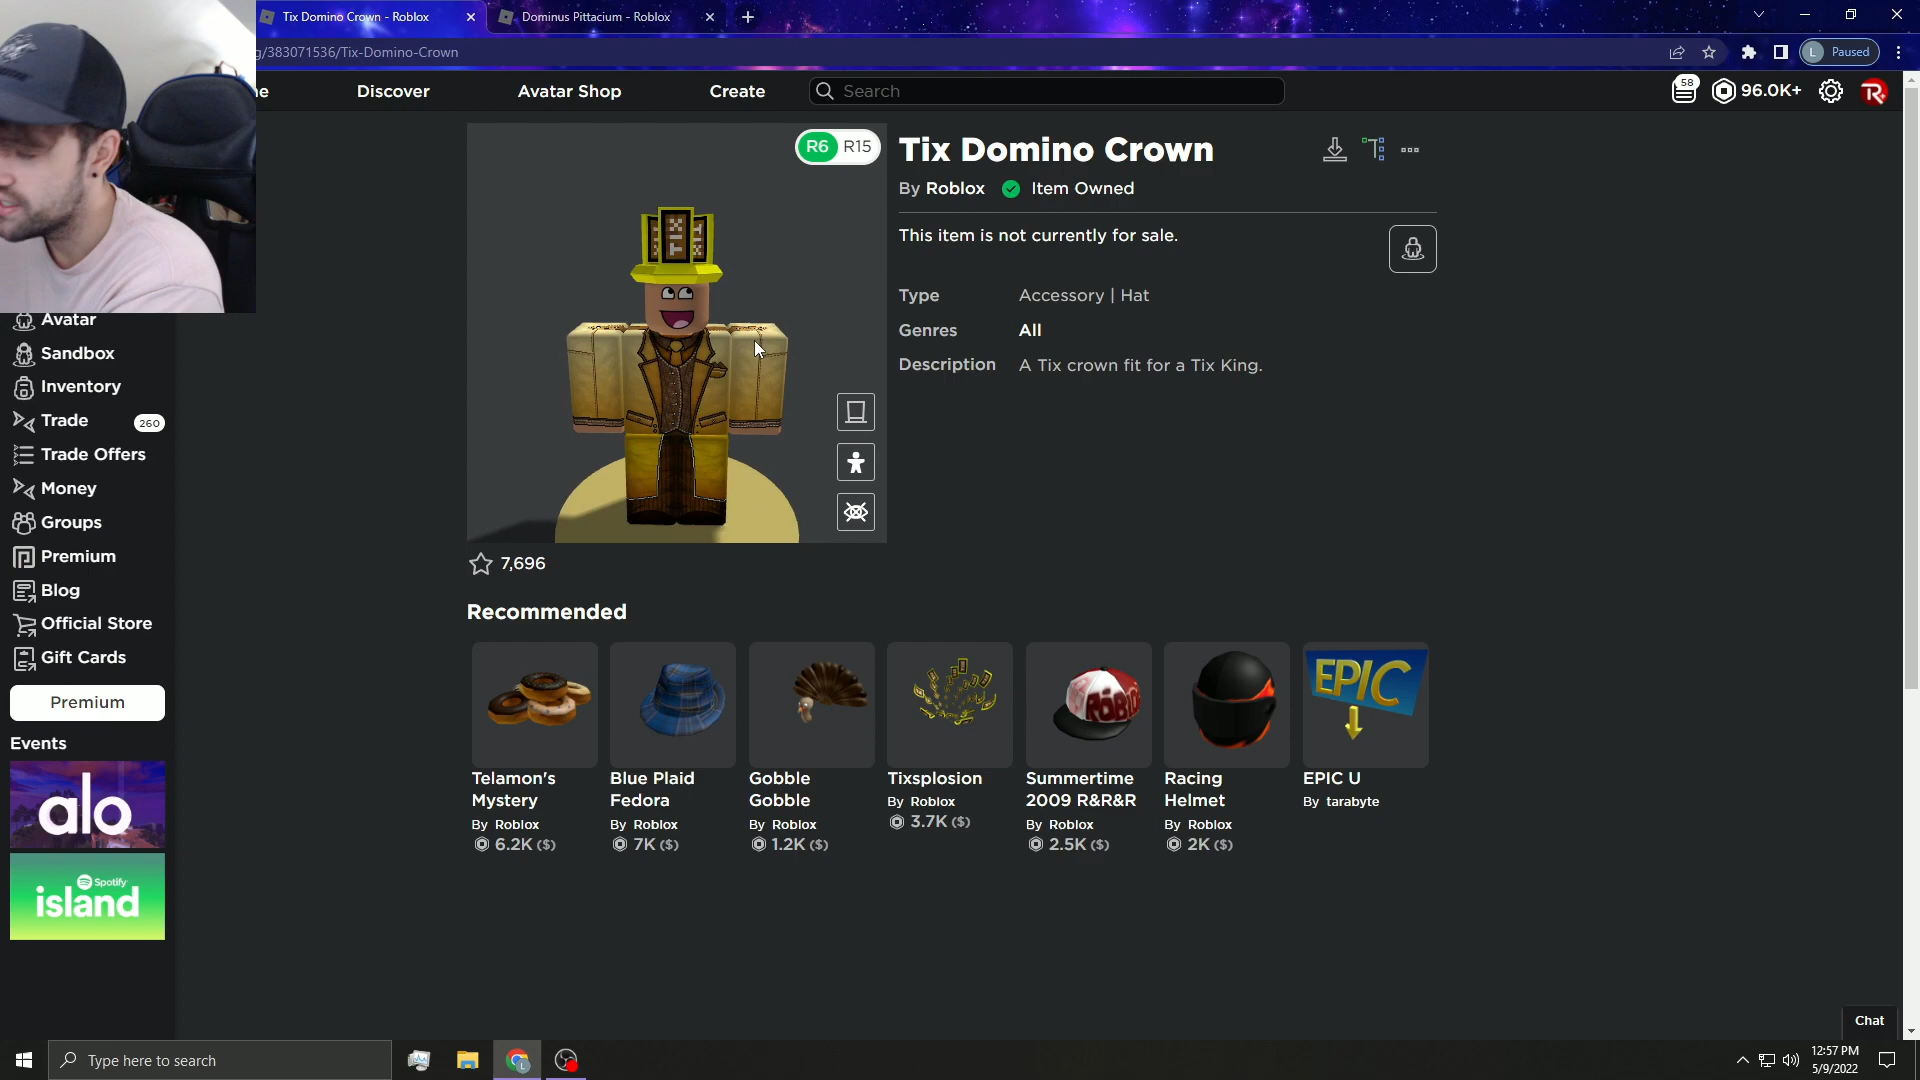 Tix Domino Crown - Roblox
Dominus Pittacium - Roblox
g/383071536/Tix-Domino-Crown
L Paused
e
Discover
Avatar Shop
Create
Search
58
96.0K+
R6 R15
Tix Domino Crown
By Roblox Item Owned
This item is not currently for sale.
Type Accessory | Hat
Genres All
Description A Tix crown fit for a Tix King.
TIX
7,696
Avatar
Sandbox
Inventory
Trade 260
Trade Offers
Money
Groups
Premium
Blog
Official Store
Gift Cards
Premium
Events
alo
Spotify
island
Recommended
EPIC
ROBLOX
Telamon's Mystery
By Roblox
6.2K ($)
Blue Plaid Fedora
By Roblox
7K ($)
Gobble Gobble
By Roblox
1.2K ($)
Tixsplosion
By Roblox
3.7K ($)
Summertime 2009 R&R&R
By Roblox
2.5K ($)
Racing Helmet
By Roblox
2K ($)
EPIC U
By tarabyte
Chat
Type here to search
12:57 PM
5/9/2022